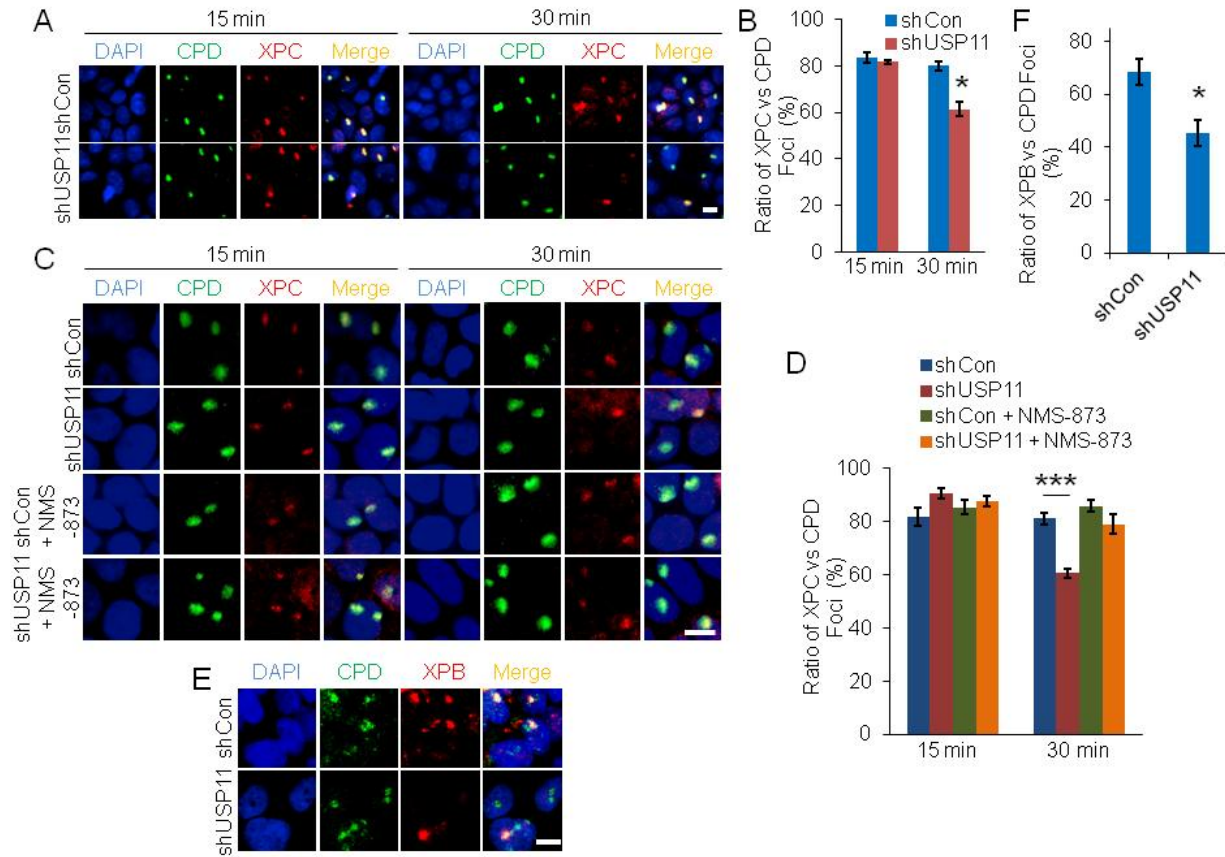 A
15 min
30 min
DAPI
CPD
XPC
Merge
DAPI
CPD
XPC
Merge
shCon
shUSP11
B
shCon
shUSP11
Ratio of XPC vs CPD
Foci (%)
100
80
60
40
20
0
*
15 min
30 min
F
Ratio of XPB vs CPD Foci
(%)
80
60
40
20
0
*
shCon
shUSP11
C
15 min
30 min
DAPI
CPD
XPC
Merge
DAPI
CPD
XPC
Merge
shCon
shUSP11
shCon
+ NMS
-873
shUSP11
+ NMS
-873
D
shCon
shUSP11
shCon + NMS-873
shUSP11 + NMS-873
Ratio of XPC vs CPD
Foci (%)
100
80
60
40
20
0
***
15 min
30 min
E
DAPI
CPD
XPB
Merge
shCon
shUSP11